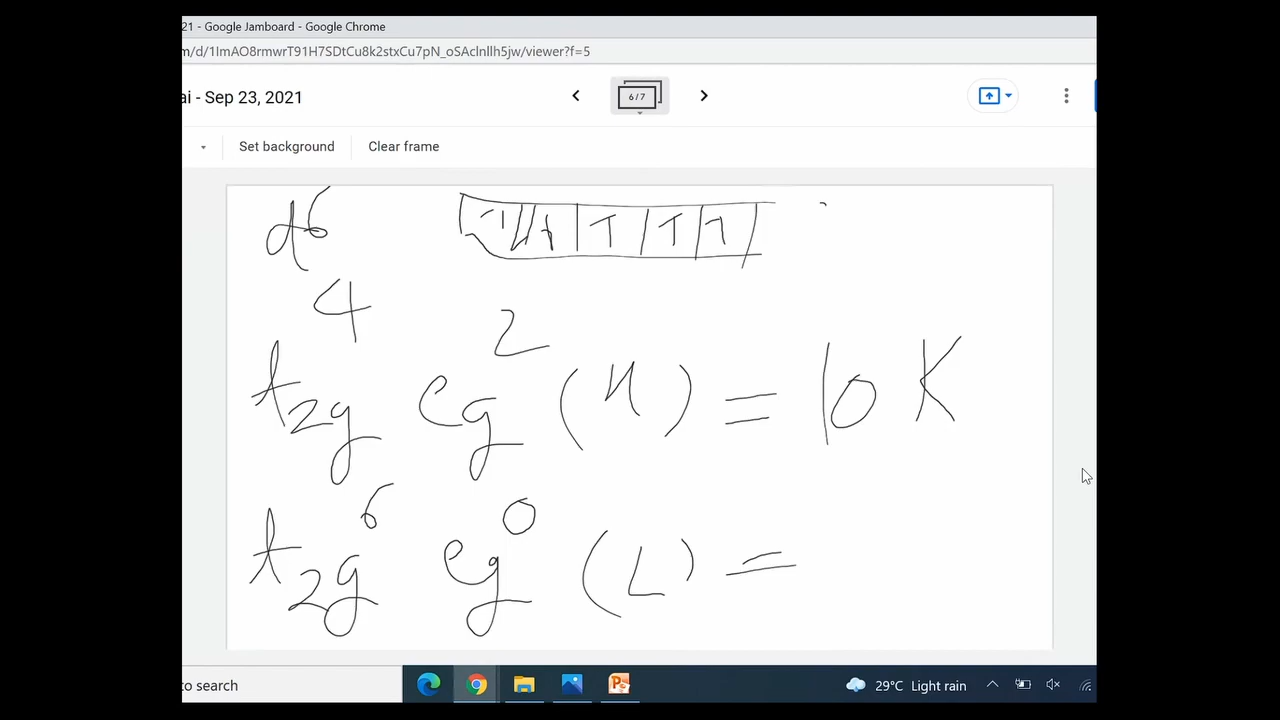 21 - Google Jamboard - Google Chrome
m/d/1ImAO8rmwrT91H7SDtCu8k2stxCu7pN_oSAclnllh5jw/viewer?f=5
ai - Sep 23, 2021
6/7
Set background
Clear frame
d6
4 2
t2g eg (H) = 10 K
6 0
t2g eg (L) =
to search
29°C Light rain